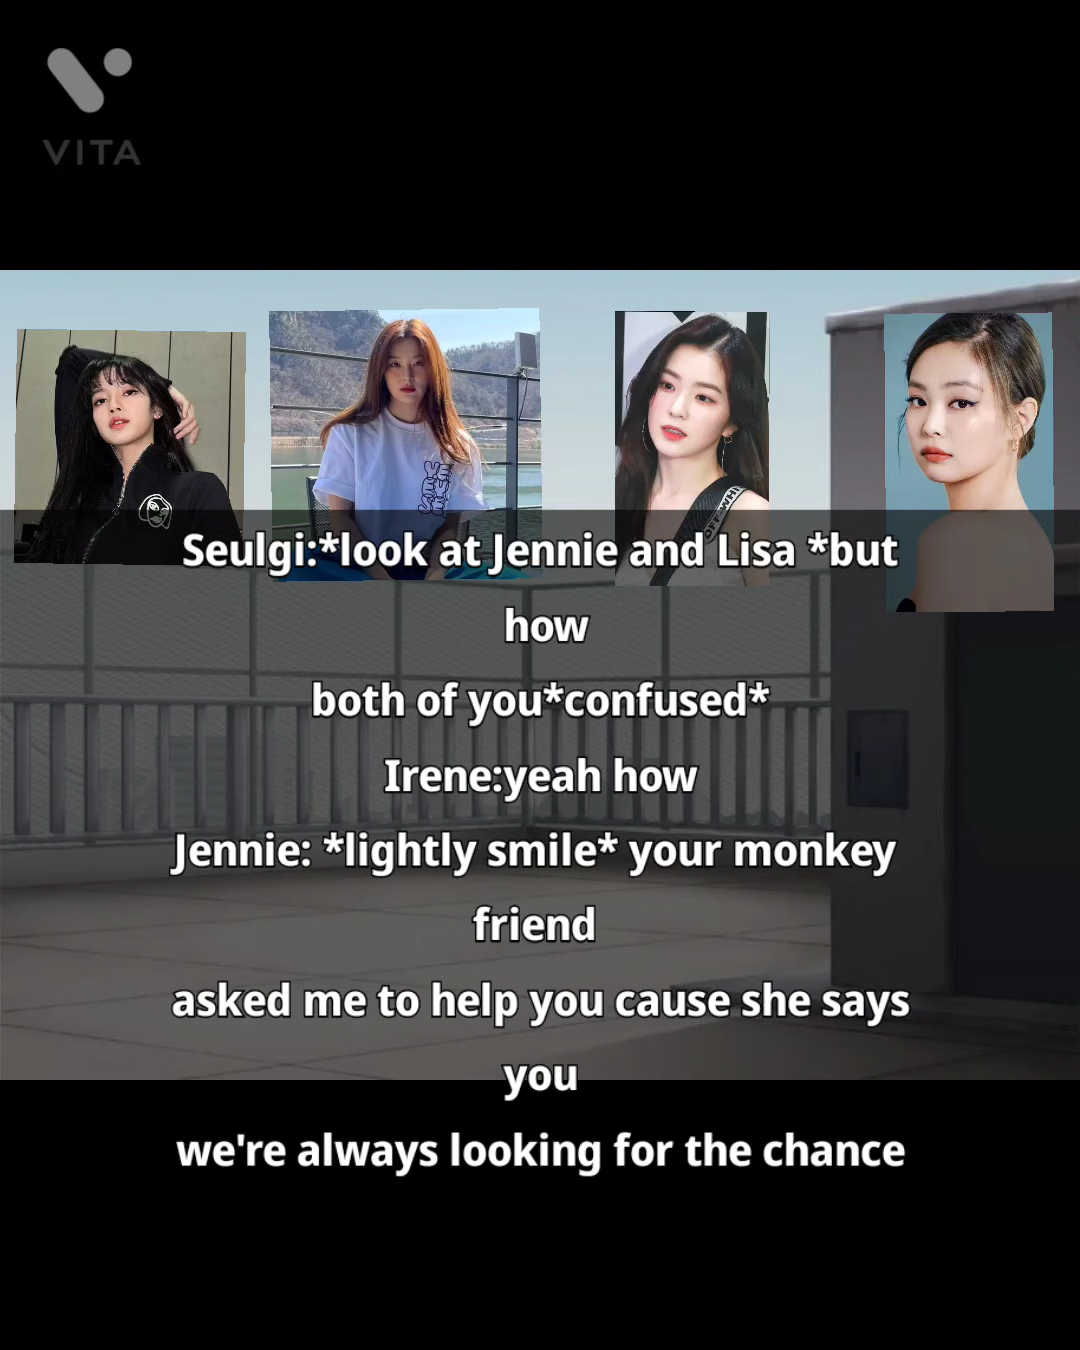 VITA
Seulgi:*look at Jennie and Lisa *but
how
both of you*confused*
Irene:yeah how
Jennie: *lightly smile* your monkey
friend
asked me to help you cause she says
you
we're always looking for the chance